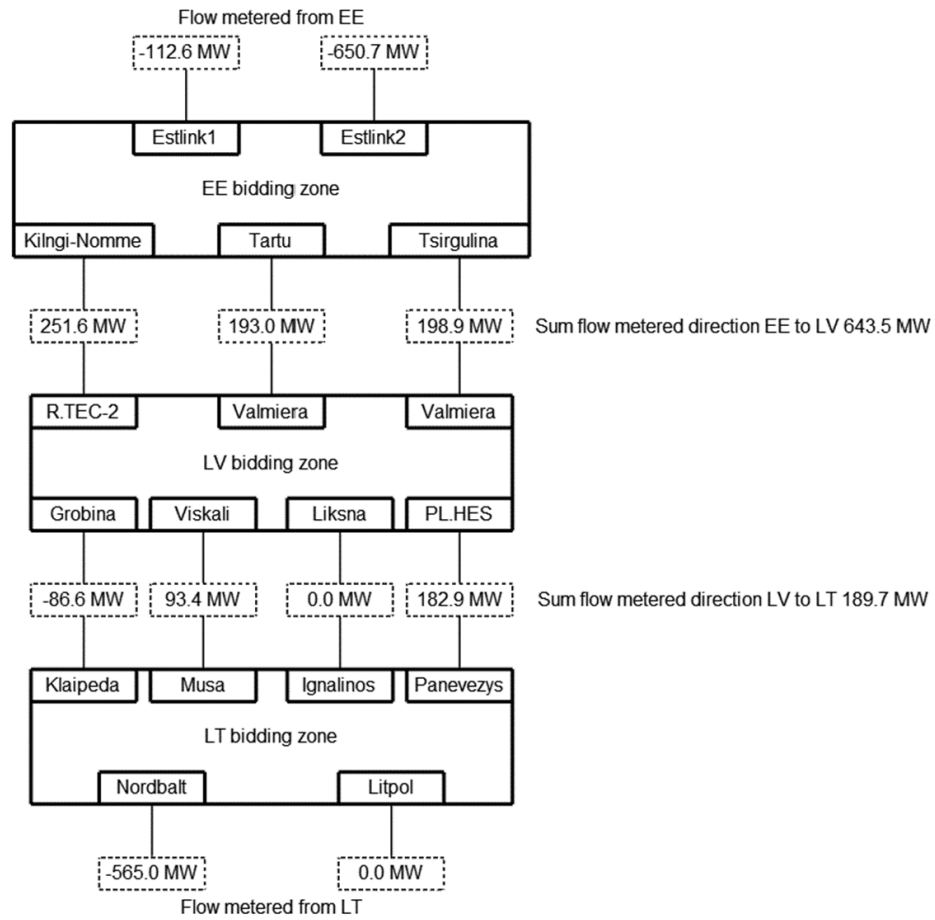 Flow metered from EE
-112.6 MW
-650.7 MW
Estlink1
Estlink2
EE bidding zone
Kilngi-Nomme
Tartu
Tsirgulina
251.6 MW
193.0 MW
198.9 MW
Sum flow metered direction EE to LV 643.5 MW
R.TEC-2
Valmiera
Valmiera
LV bidding zone
Grobina
Viskali
Liksna
PL.HES
-86.6 MW
93.4 MW
0.0 MW
182.9 MW
Sum flow metered direction LV to LT 189.7 MW
Klaipeda
Musa
Ignalinos
Panevezys
LT bidding zone
Nordbalt
Litpol
-565.0 MW
0.0 MW
Flow metered from LT